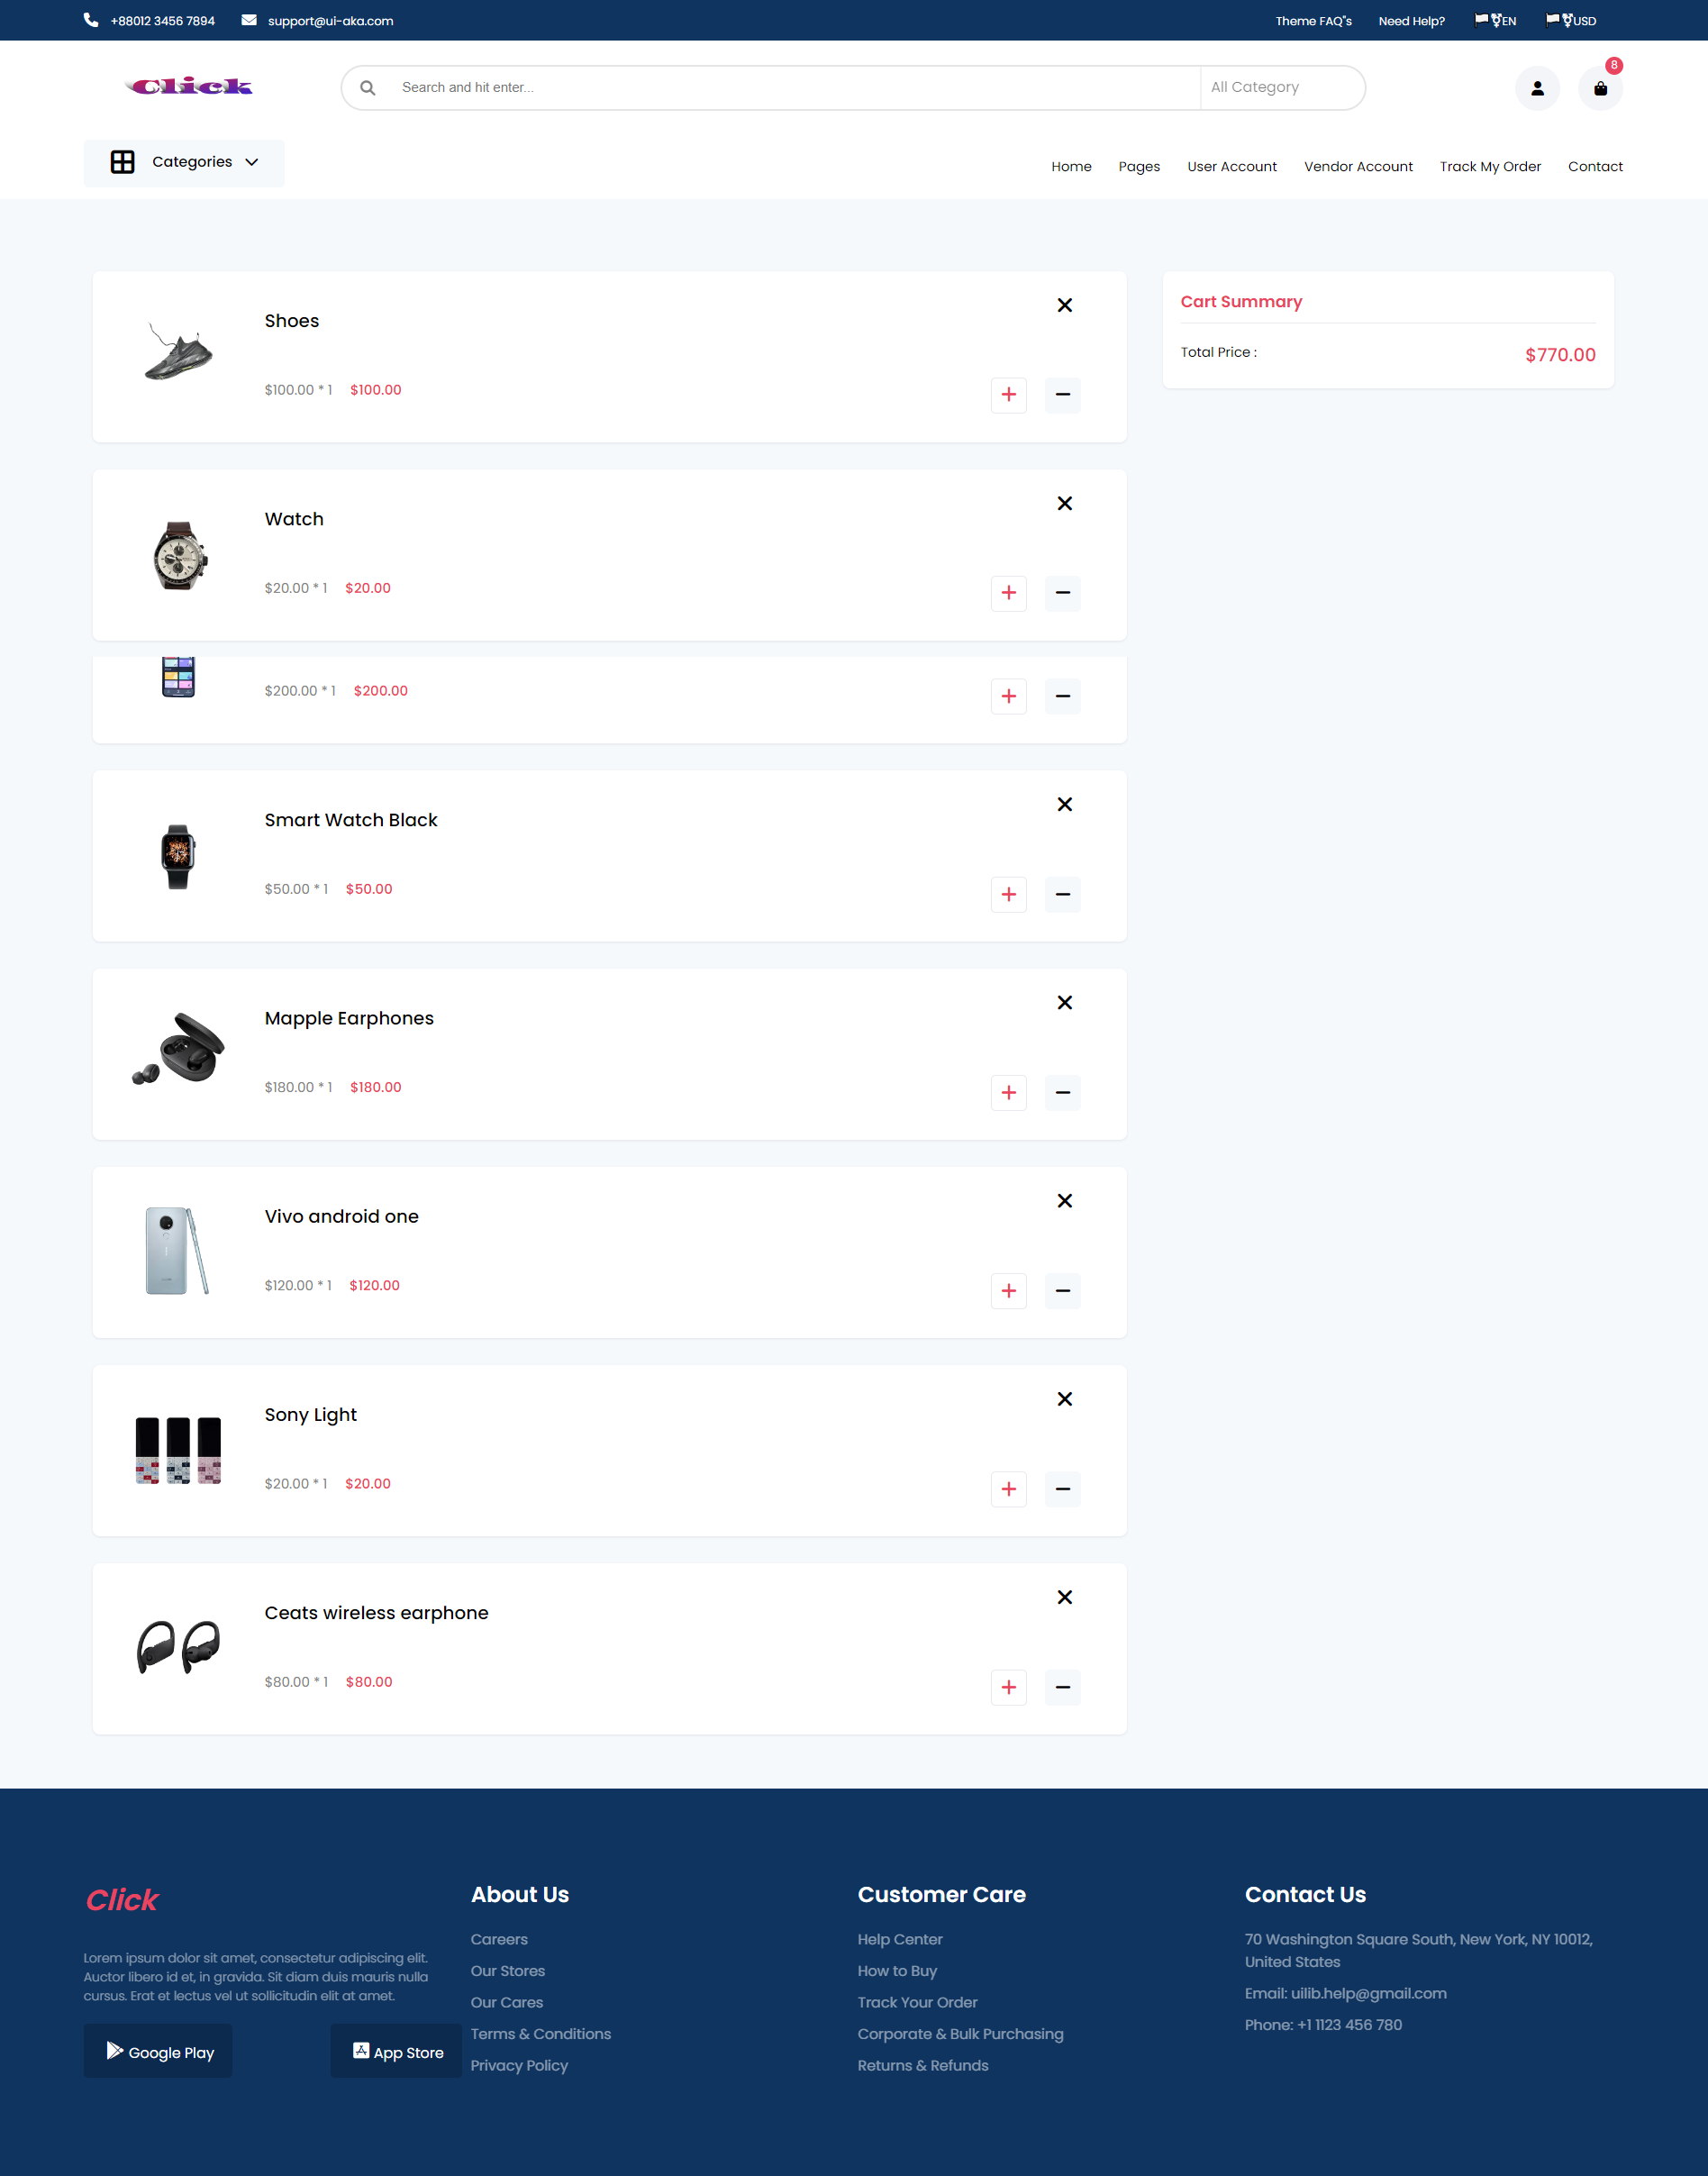 +88012 3456 7894 support@ui-aka.com Theme FAQ"s Need Help? EN USD
Click
Search and hit enter... All Category
8
Categories
Home Pages User Account Vendor Account Track My Order Contact
Shoes
$100.00 * 1 $100.00
Cart Summary
Total Price : $770.00
Watch
$20.00 * 1 $20.00
$200.00 * 1 $200.00
Smart Watch Black
$50.00 * 1 $50.00
Mapple Earphones
$180.00 * 1 $180.00
Vivo android one
$120.00 * 1 $120.00
Sony Light
$20.00 * 1 $20.00
Ceats wireless earphone
$80.00 * 1 $80.00
Click
Lorem ipsum dolor sit amet, consectetur adipiscing elit.
Auctor libero id et, in gravida. Sit diam duis mauris nulla
cursus. Erat et lectus vel ut sollicitudin elit at amet.
Google Play App Store
About Us
Careers
Our Stores
Our Cares
Terms & Conditions
Privacy Policy
Customer Care
Help Center
How to Buy
Track Your Order
Corporate & Bulk Purchasing
Returns & Refunds
Contact Us
70 Washington Square South, New York, NY 10012,
United States
Email: uilib.help@gmail.com
Phone: +1 1123 456 780